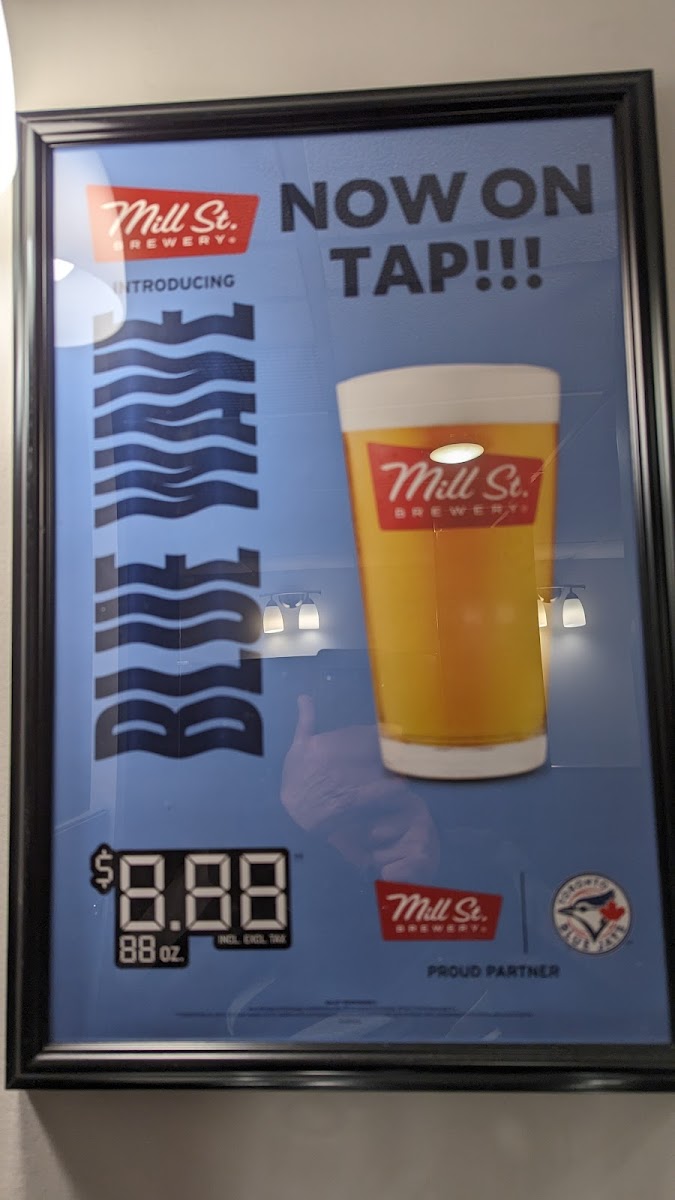 Mill St.
BREWERY®
NOW ON
TAP!!!
INTRODUCING
BLUE WAVE
Mill St.
BREWERY®
$8.88
88 OZ.
INCL. EXCL. TAX
Mill St.
BREWERY®
TORONTO
BLUE JAYS
PROUD PARTNER